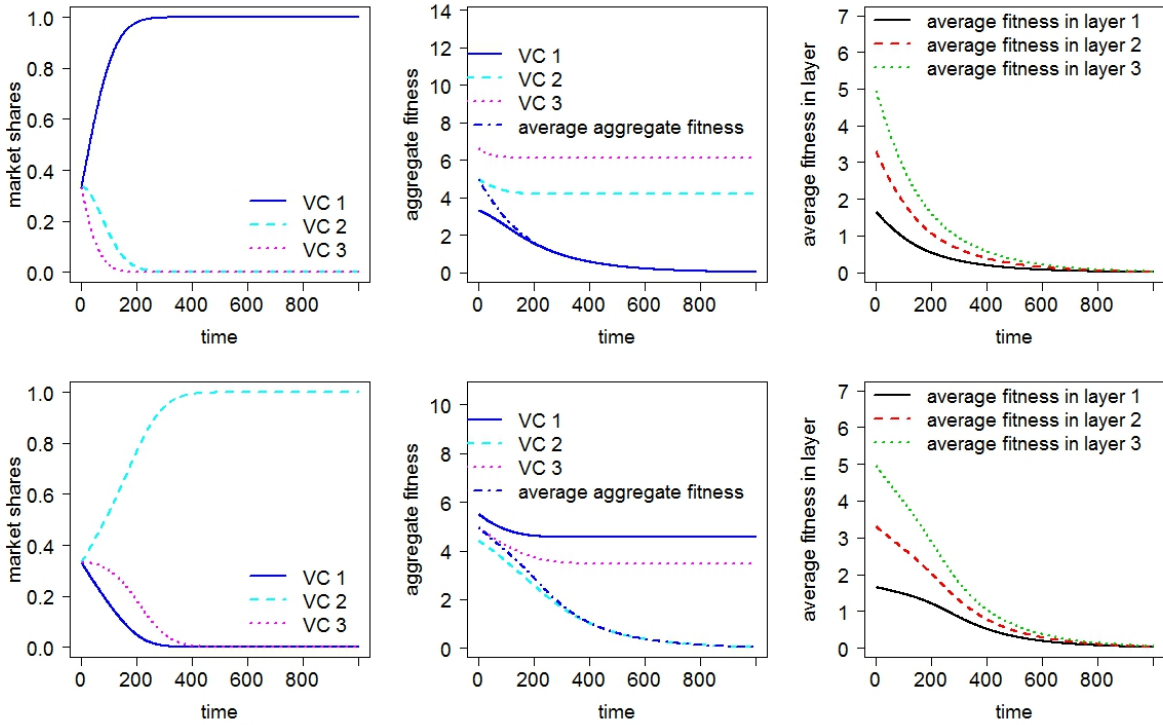 1.0
0.8
0.6
0.4
0.2
0.0
market shares
VC 1
VC 2
VC 3
0 200 400 600 800
time
14
12
10
8
6
4
2
0
aggregate fitness
VC 1
VC 2
VC 3
average aggregate fitness
0 200 400 600 800
time
7
6
5
4
3
2
1
0
average fitness in layer
average fitness in layer 1
average fitness in layer 2
average fitness in layer 3
0 200 400 600 800
time
1.0
0.8
0.6
0.4
0.2
0.0
market shares
VC 1
VC 2
VC 3
0 200 400 600 800
time
10
8
6
4
2
0
aggregate fitness
VC 1
VC 2
VC 3
average aggregate fitness
0 200 400 600 800
time
7
6
5
4
3
2
1
0
average fitness in layer
average fitness in layer 1
average fitness in layer 2
average fitness in layer 3
0 200 400 600 800
time